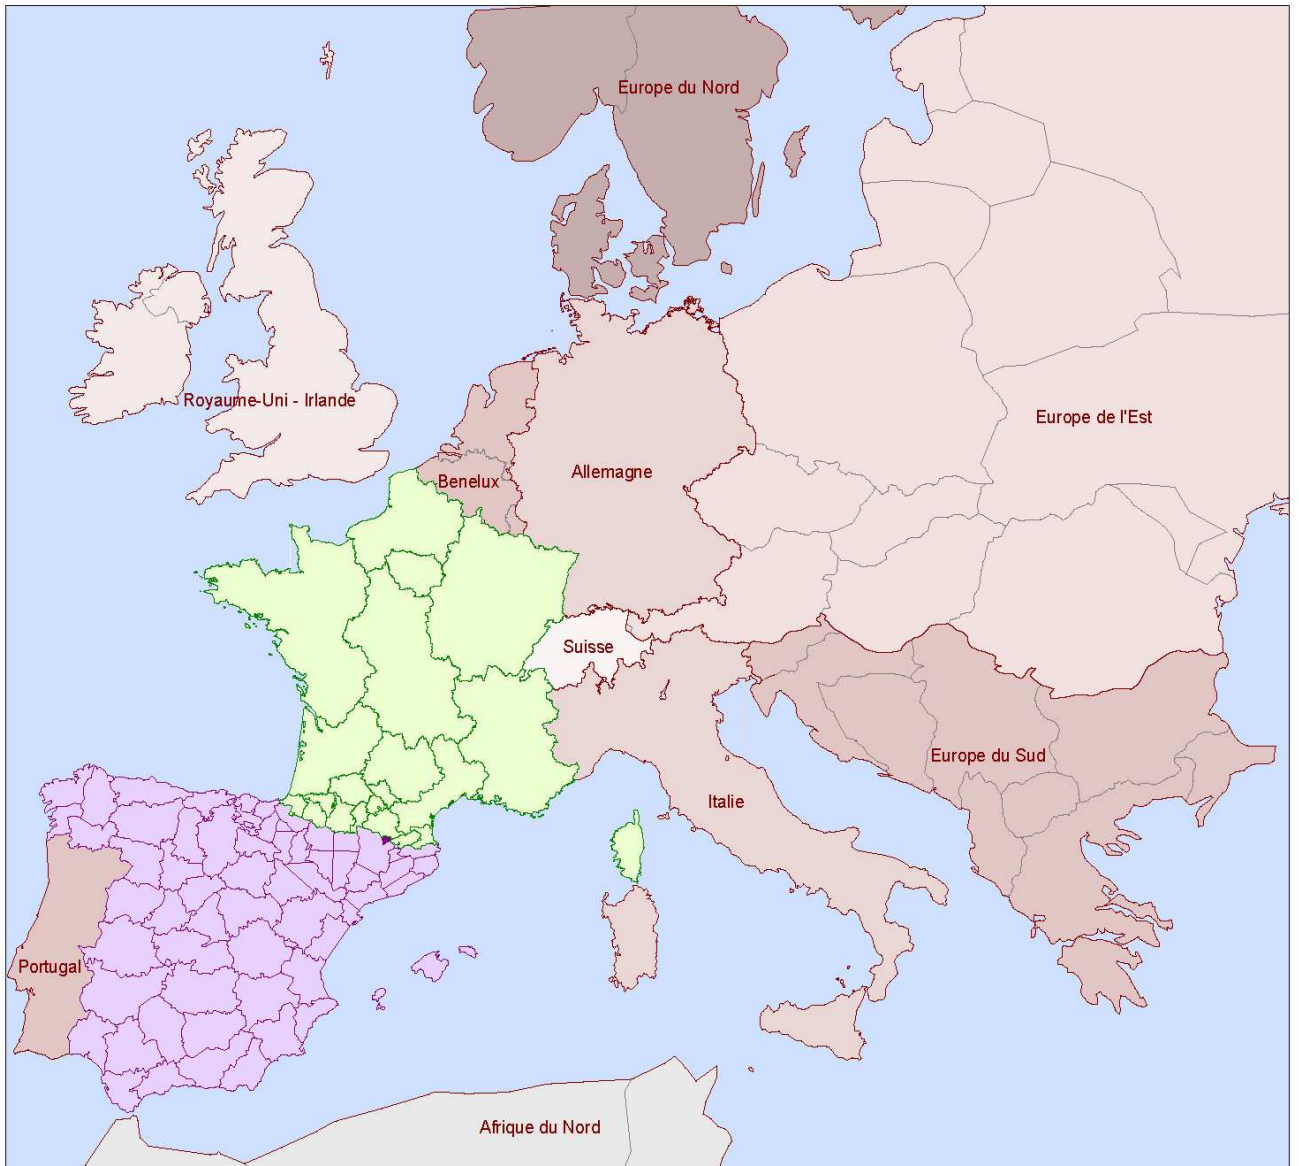 Europe du Nord
Royaume-Uni - Irlande
Europe de l'Est
Allemagne
Benelux
Suisse
Europe du Sud
Italie
Portugal
Afrique du Nord